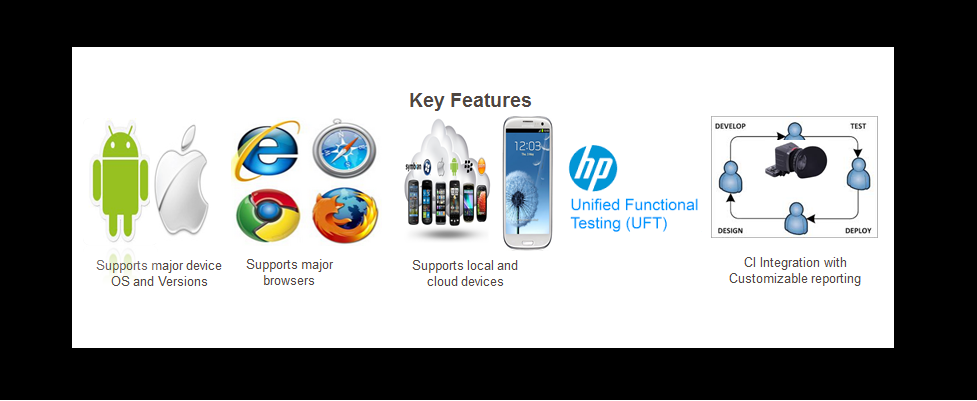 Key Features
symbian
12:03
hp
Unified Functional
Testing (UFT)
DEVELOP
TEST
DESIGN
DEPLOY
Supports major device
OS and Versions
Supports major
browsers
Supports local and
cloud devices
CI Integration with
Customizable reporting